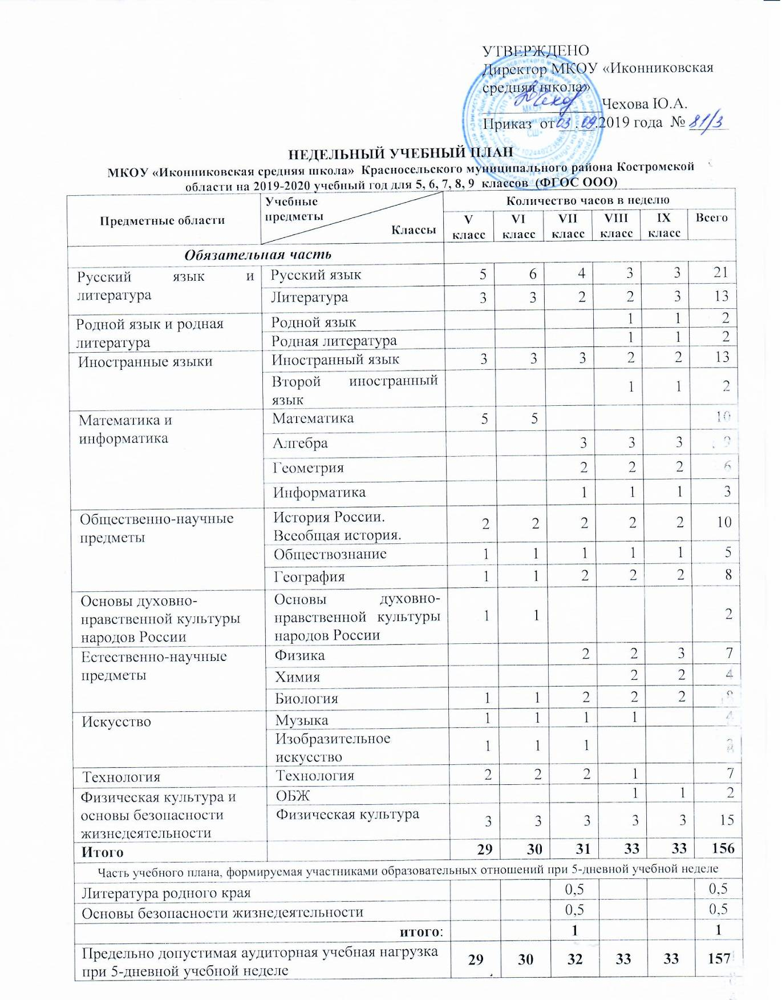 УТВЕРЖДЕНО
Директор МКОУ «Иконниковская
средняя школа»
Чехова Ю.А.
Приказ от 03.09.2019 года № 81/3
НЕДЕЛЬНЫЙ УЧЕБНЫЙ ПЛАН
МКОУ «Иконниковская средняя школа» Красносельского муниципального района Костромской
области на 2019-2020 учебный год для 5, 6, 7, 8, 9 классов (ФГОС ООО)
Предметные области
Учебные
предметы
Классы
Количество часов в неделю
V класс VI класс VII класс VIII класс IX класс Всего
Обязательная часть
Русский язык и
литература
Русский язык 5 6 4 3 3 21
Литература 3 3 2 2 3 13
Родной язык и родная
литература
Родной язык 1 1 2
Родная литература 1 1 2
Иностранные языки
Иностранный язык 3 3 3 2 2 13
Второй иностранный
язык 1 1 2
Математика и
информатика
Математика 5 5 10
Алгебра 3 3 3 9
Геометрия 2 2 2 6
Информатика 1 1 1 3
Общественно-научные
предметы
История России.
Всеобщая история. 2 2 2 2 2 10
Обществознание 1 1 1 1 1 5
География 1 1 2 2 2 8
Основы духовно-
нравственной культуры
народов России
Основы духовно-
нравственной культуры
народов России 1 1 2
Естественно-научные
предметы
Физика 2 2 3 7
Химия 2 2 4
Биология 1 1 2 2 2 8
Искусство
Музыка 1 1 1 1 4
Изобразительное
искусство 1 1 1
Технология
Технология 2 2 2 1 7
Физическая культура и
основы безопасности
жизнедеятельности
ОБЖ 1 1 2
Физическая культура 3 3 3 3 3 15
Итого 29 30 31 33 33 156
Часть учебного плана, формируемая участниками образовательных отношений при 5-дневной учебной неделе
Литература родного края 0,5 0,5
Основы безопасности жизнедеятельности 0,5 0,5
итого: 1 1
Предельно допустимая аудиторная учебная нагрузка
при 5-дневной учебной неделе 29 30 32 33 33 157